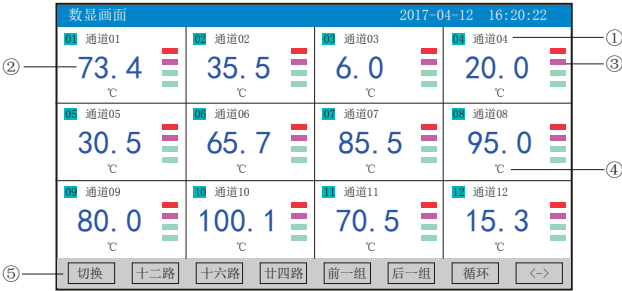 数显画面 2017-04-12 16:20:22
01 通道01 02 通道02 03 通道03 04 通道04 ①
② 73.4 35.5 6.0 20.0 ③
℃ ℃ ℃ ℃
05 通道05 06 通道06 07 通道07 08 通道08
30.5 65.7 85.5 95.0
℃ ℃ ℃ ℃ ④
09 通道09 10 通道10 11 通道11 12 通道12
80.0 100.1 70.5 15.3
℃ ℃ ℃ ℃
⑤ 切换 十二路 十六路 廿四路 前一组 后一组 循环 <->